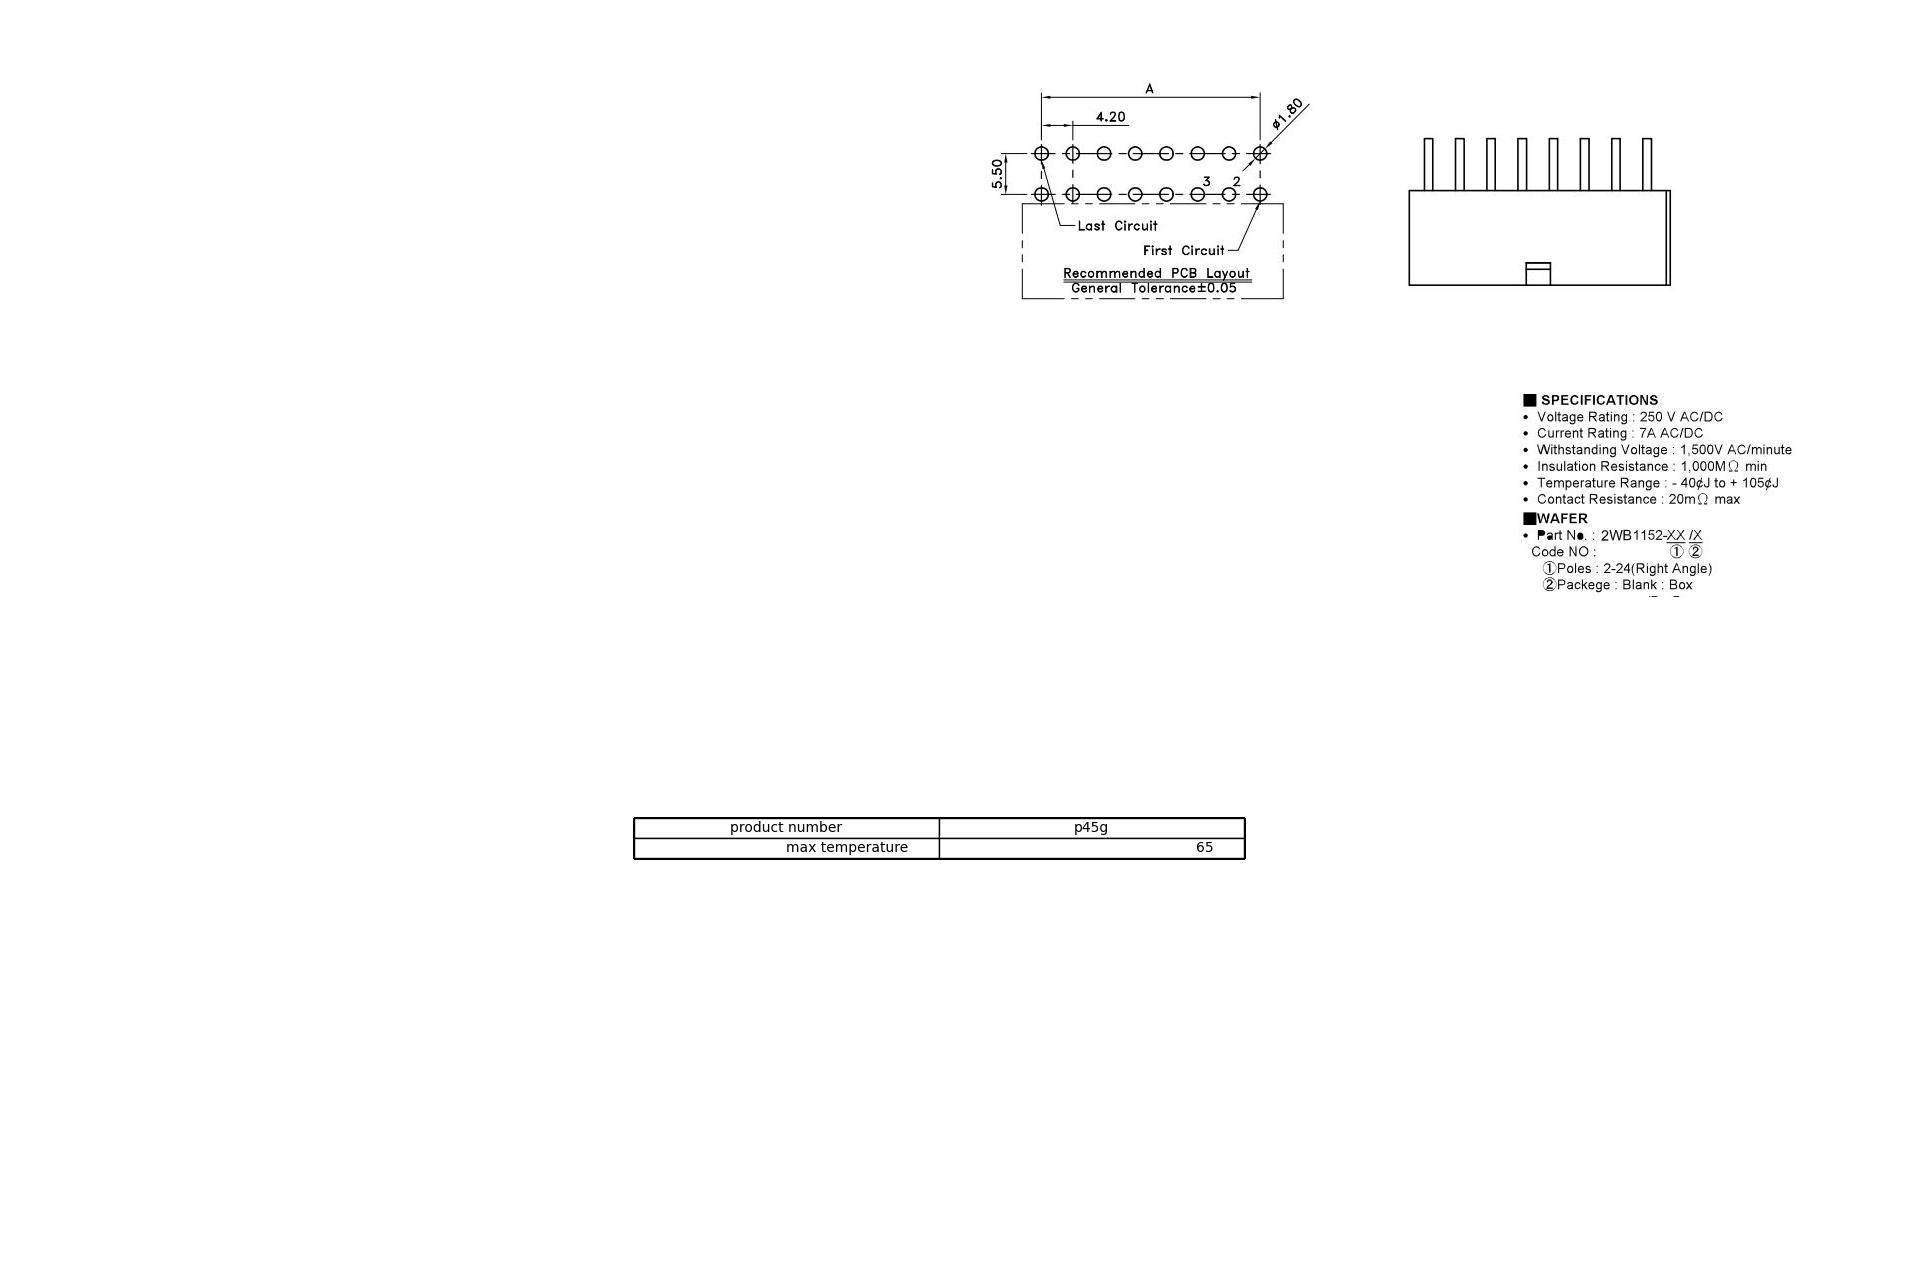 A
4.20
ø1.80
5.50
3 2
Last Circuit
First Circuit
Recommended PCB Layout
General Tolerance±0.05
■ SPECIFICATIONS
• Voltage Rating : 250 V AC/DC
• Current Rating : 7A AC/DC
• Withstanding Voltage : 1,500V AC/minute
• Insulation Resistance : 1,000MΩ min
• Temperature Range : - 40¢J to + 105¢J
• Contact Resistance : 20mΩ max
■WAFER
• Part No. : 2WB1152-XX /X
Code NO : ① ②
①Poles : 2-24(Right Angle)
②Packege : Blank : Box
product number p45g
max temperature 65